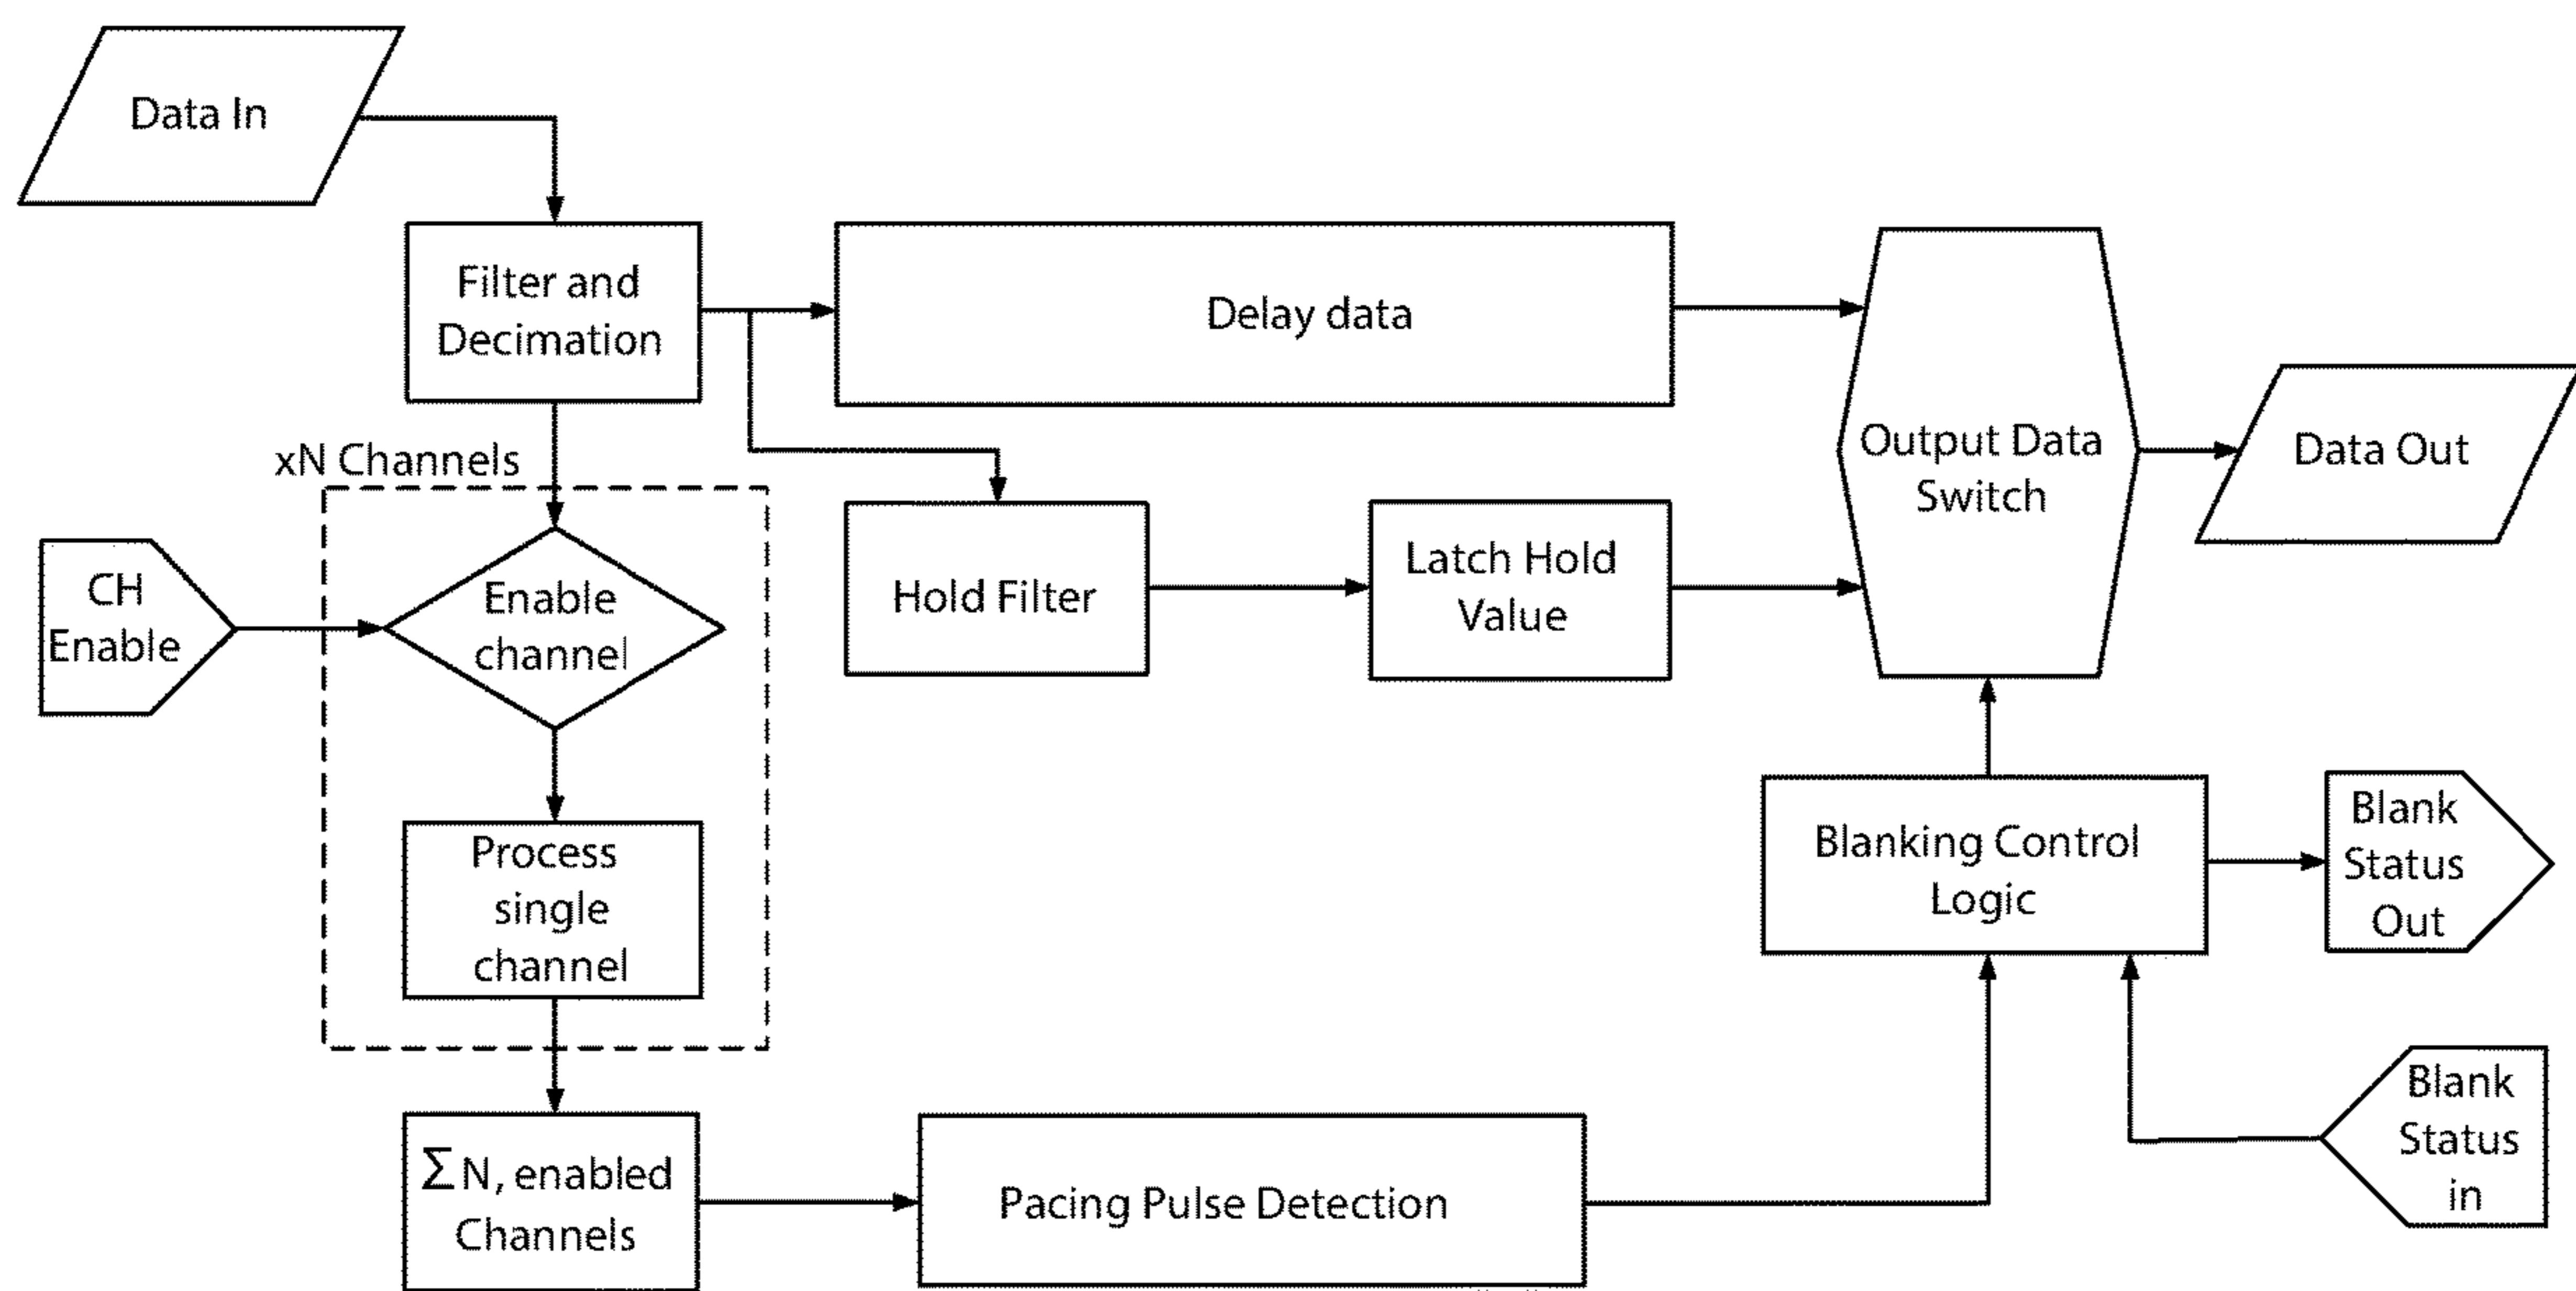 Data In
Filter and
Decimation
Delay data
Output Data
Switch
Data Out
xN Channels
CH
Enable
Enable
channel
Hold Filter
Latch Hold
Value
Process
single
channel
Blanking Control
Logic
Blank
Status
Out
ΣN, enabled
Channels
Pacing Pulse Detection
Blank
Status
in